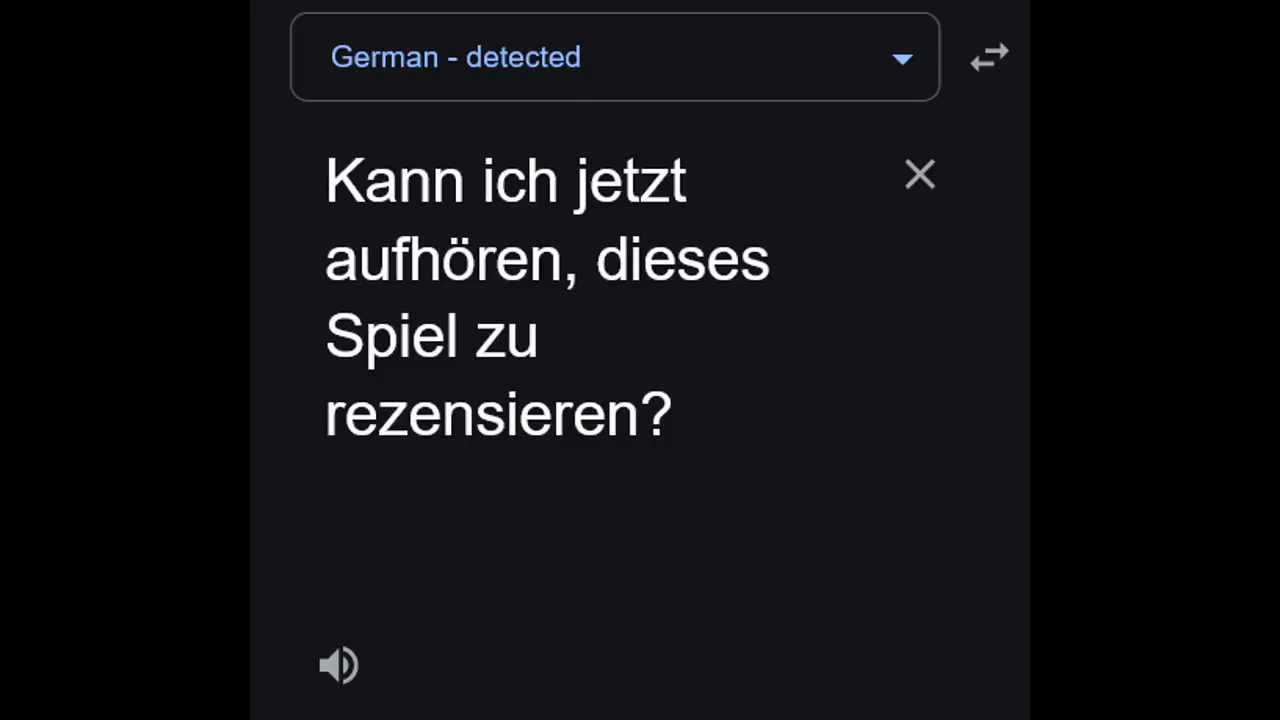 German - detected
Kann ich jetzt
aufhören, dieses
Spiel zu
rezensieren?